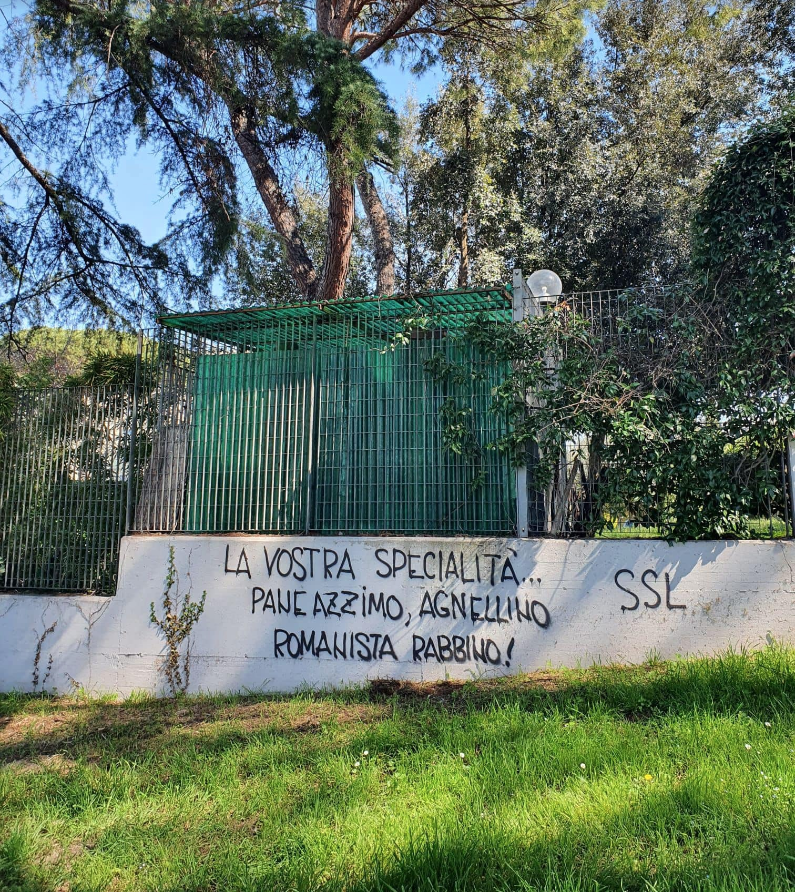 LA VOSTRA SPECIALITÀ...
PANE AZZIMO, AGNELLINO
ROMANISTA RABBINO!
SSL